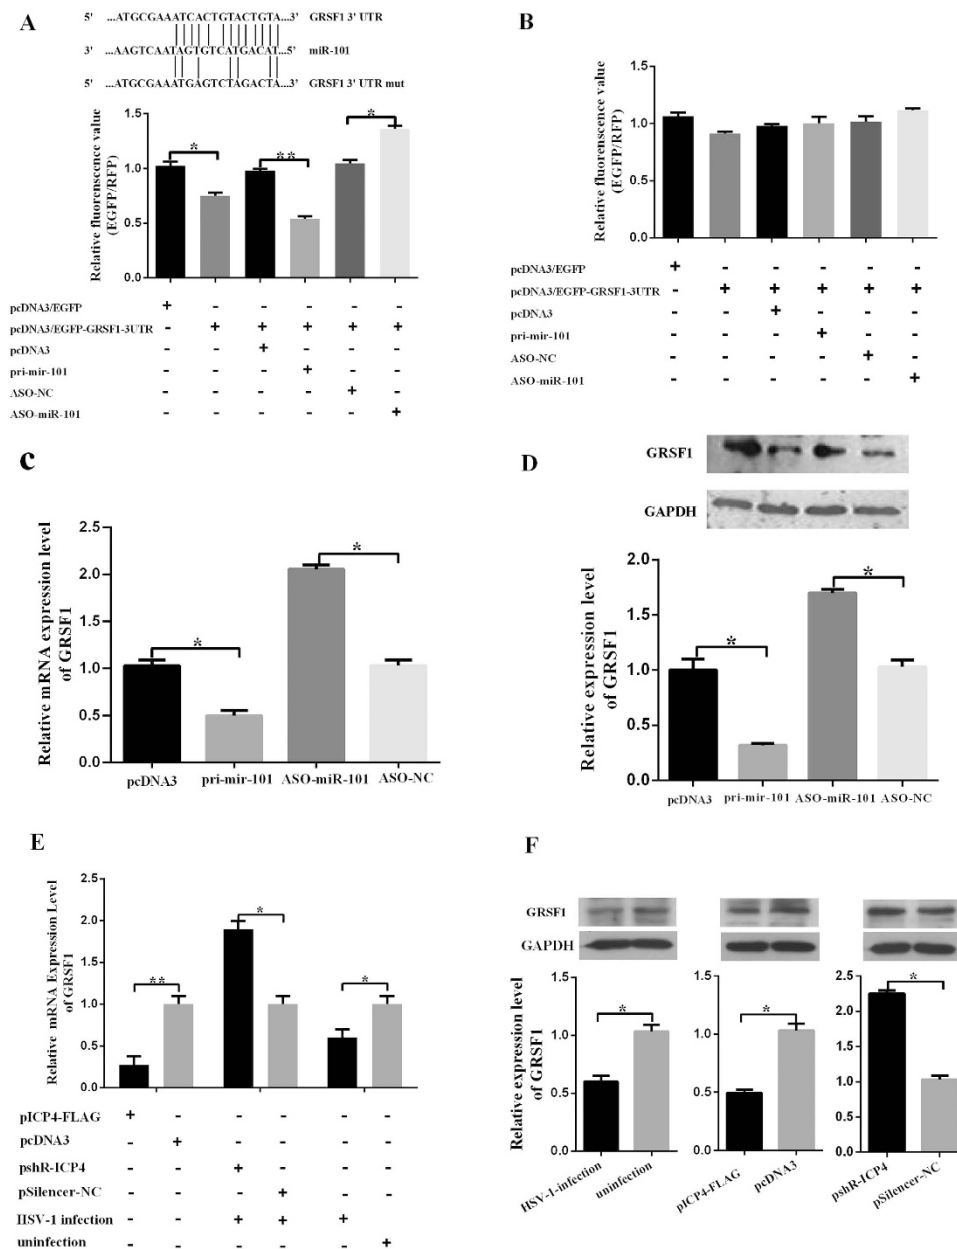 A
5' ...ATGCGAAATCACTGTACTGTA...3' GRSF1 3' UTR
3' ...AAGTCAATAGTGTCATGACAT...5' miR-101
5' ...ATGCGAAATGAGTCTAGACTA...3' GRSF1 3' UTR mut
Relative fluorenscence value
(EGFP/RFP)
1.5
1.0
0.5
0.0
*
**
*
pcDNA3/EGFP + - - - - -
pcDNA3/EGFP-GRSF1-3UTR - + + + + +
pcDNA3 - - + - - -
pri-mir-101 - - - + - -
ASO-NC - - - - + -
ASO-miR-101 - - - - - +
B
Relative fluorenscence value
(EGFP/RFP)
1.5
1.0
0.5
0.0
pcDNA3/EGFP + - - - - -
pcDNA3/EGFP-GRSF1-3UTR - + + + + +
pcDNA3 - - + - - -
pri-mir-101 - - - + - -
ASO-NC - - - - + -
ASO-miR-101 - - - - - +
c
Relative mRNA expression level
of GRSF1
2.5
2.0
1.5
1.0
0.5
0.0
*
*
pcDNA3 pri-mir-101 ASO-miR-101 ASO-NC
D
GRSF1
GAPDH
Relative expression level
of GRSF1
2.0
1.5
1.0
0.5
0.0
*
*
pcDNA3 pri-mir-101 ASO-miR-101 ASO-NC
E
Relative mRNA Expression Level
of GRSF1
2.5
2.0
1.5
1.0
0.5
0.0
**
*
*
pICP4-FLAG + - - - - -
pcDNA3 - + - - - -
pshR-ICP4 - - + - - -
pSilencer-NC - - - + - -
HSV-1 infection - - + + + -
uninfection - - - - - +
F
GRSF1
GAPDH
Relative expression level
of GRSF1
1.5
1.0
0.5
0.0
*
HSV-1-infection uninfection
1.5
1.0
0.5
0.0
*
pICP4-FLAG pcDNA3
2.5
2.0
1.5
1.0
0.5
0.0
*
pshR-ICP4 pSilencer-NC